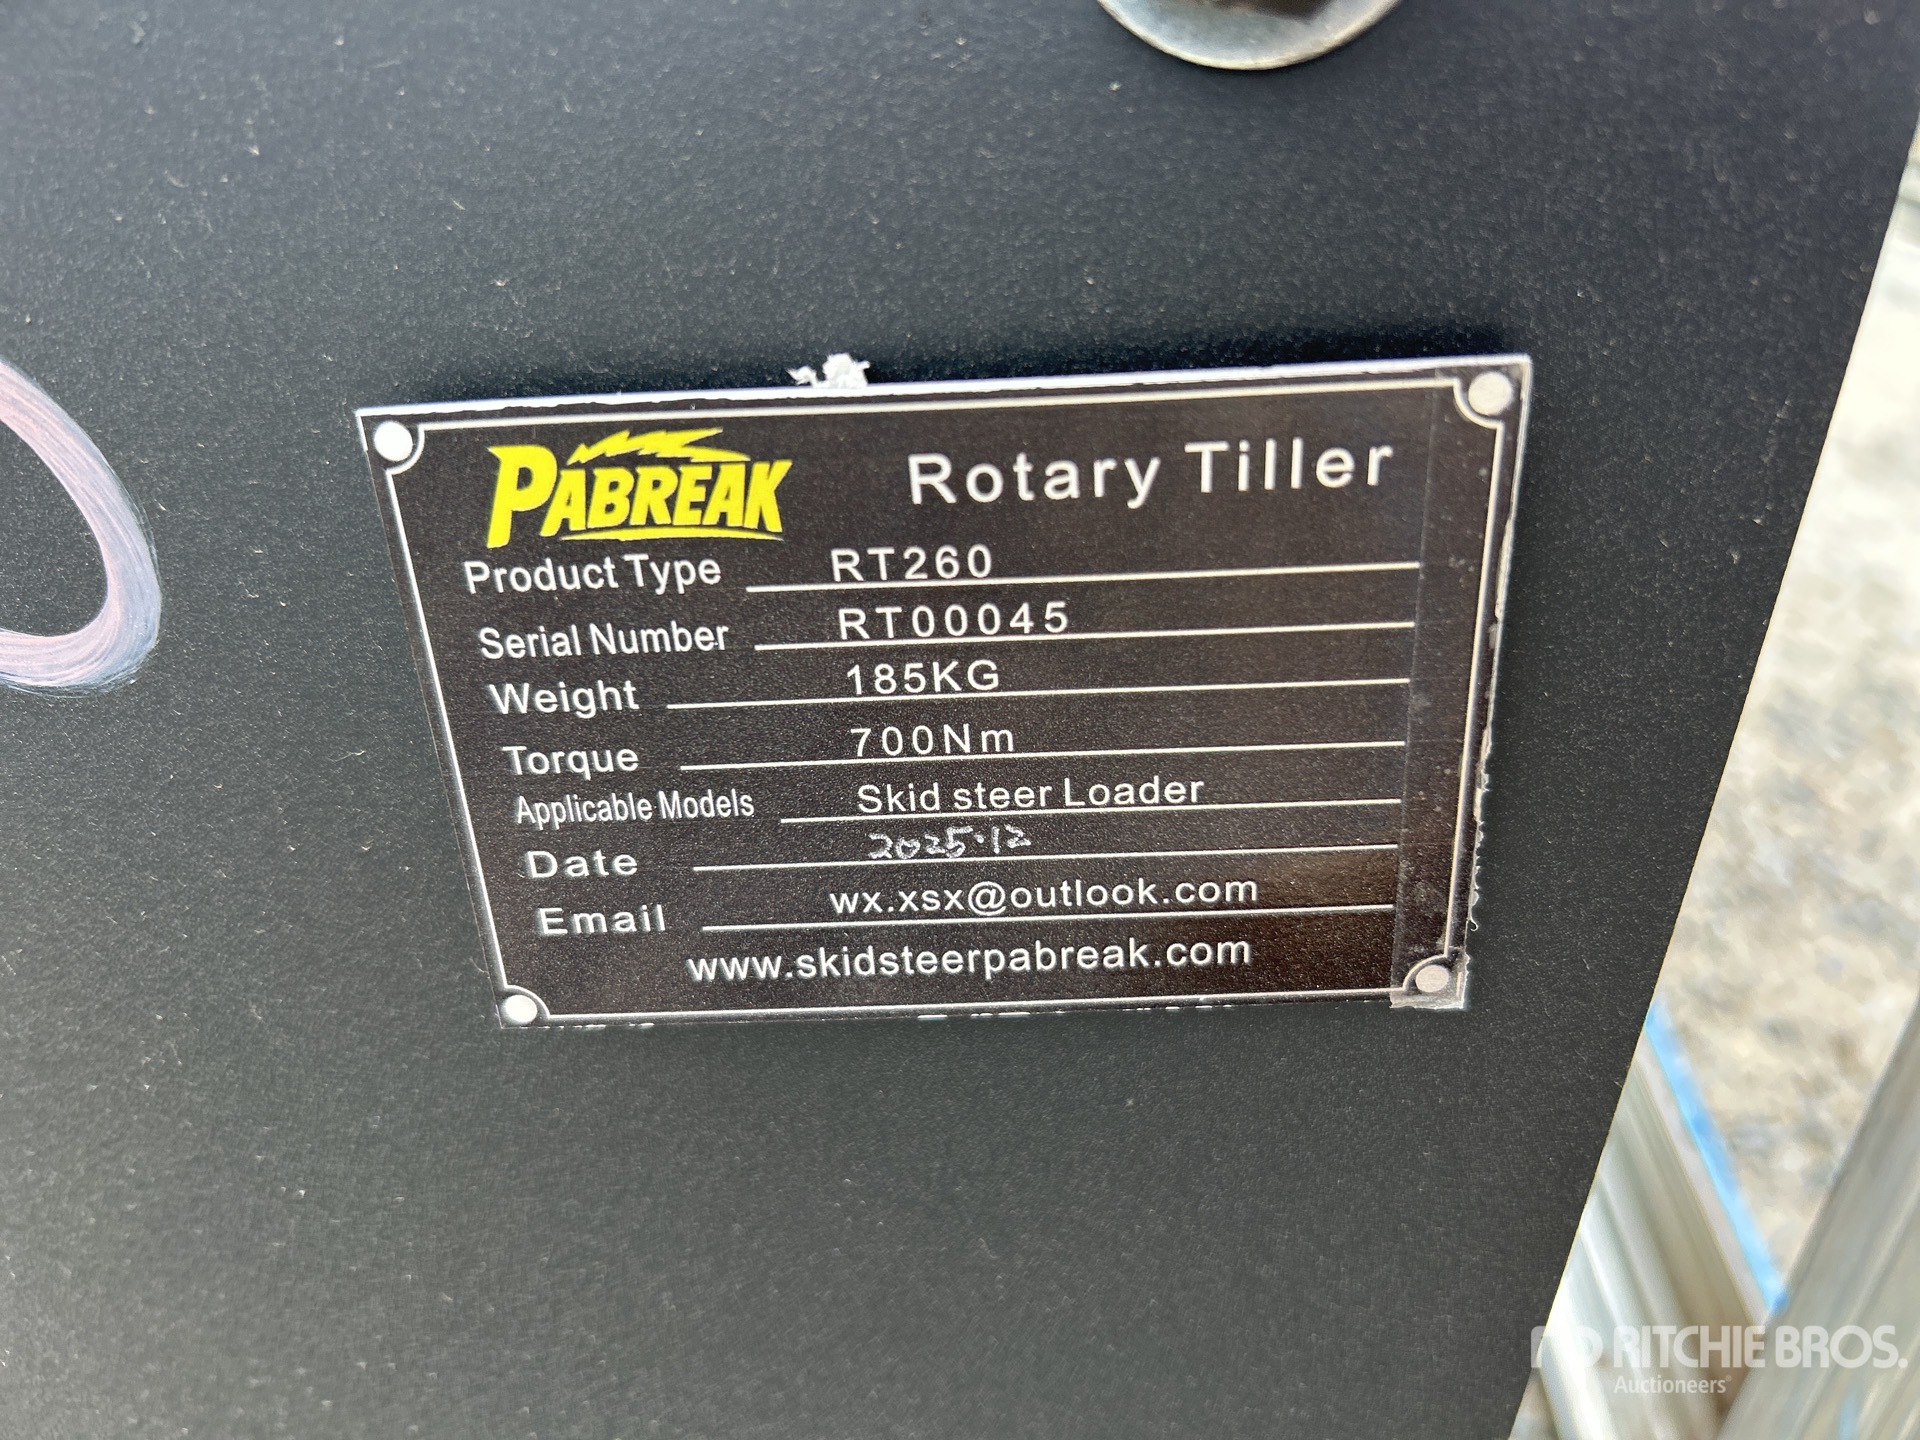 PABREAK Rotary Tiller
Product Type RT260
Serial Number RT00045
Weight 185KG
Torque 700Nm
Applicable Models Skid steer Loader
Date 2025.12
Email wx.xsx@outlook.com
www.skidsteerpabreak.com
RITCHIE BROS.
Auctioneers